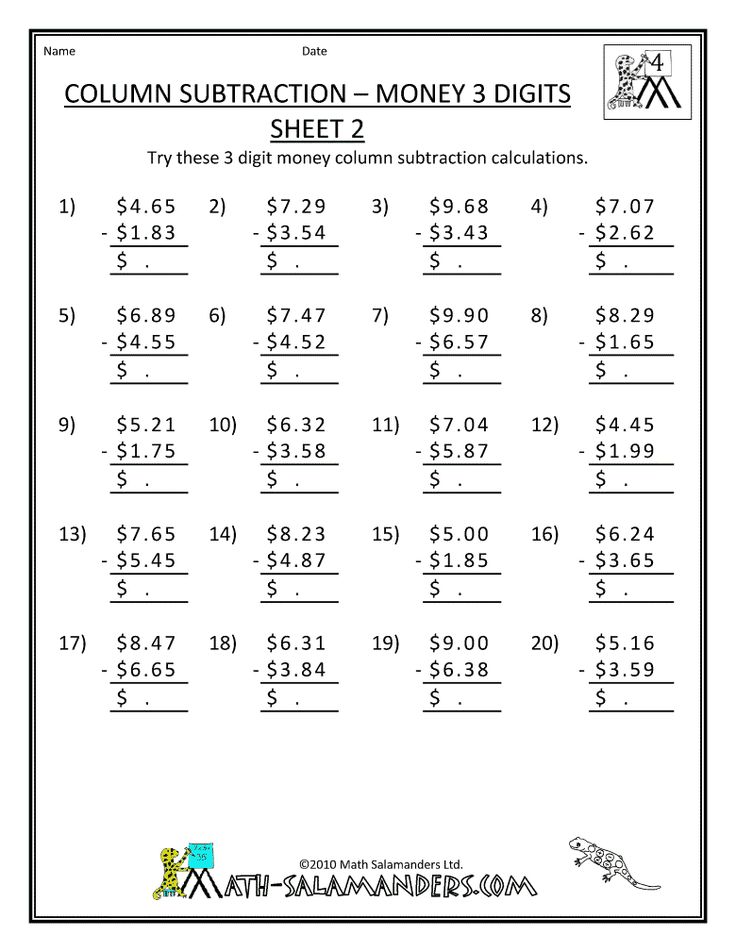 Name Date
4
COLUMN SUBTRACTION – MONEY 3 DIGITS
SHEET 2
Try these 3 digit money column subtraction calculations.
1) $4.65 2) $7.29 3) $9.68 4) $7.07
- $1.83 - $3.54 - $3.43 - $2.62
$ . $ . $ . $ .
5) $6.89 6) $7.47 7) $9.90 8) $8.29
- $4.55 - $4.52 - $6.57 - $1.65
$ . $ . $ . $ .
9) $5.21 10) $6.32 11) $7.04 12) $4.45
- $1.75 - $3.58 - $5.87 - $1.99
$ . $ . $ . $ .
13) $7.65 14) $8.23 15) $5.00 16) $6.24
- $5.45 - $4.87 - $1.85 - $3.65
$ . $ . $ . $ .
17) $8.47 18) $6.31 19) $9.00 20) $5.16
- $6.65 - $3.84 - $6.38 - $3.59
$ . $ . $ . $ .
©2010 Math Salamanders Ltd.
MATH-SALAMANDERS.COM